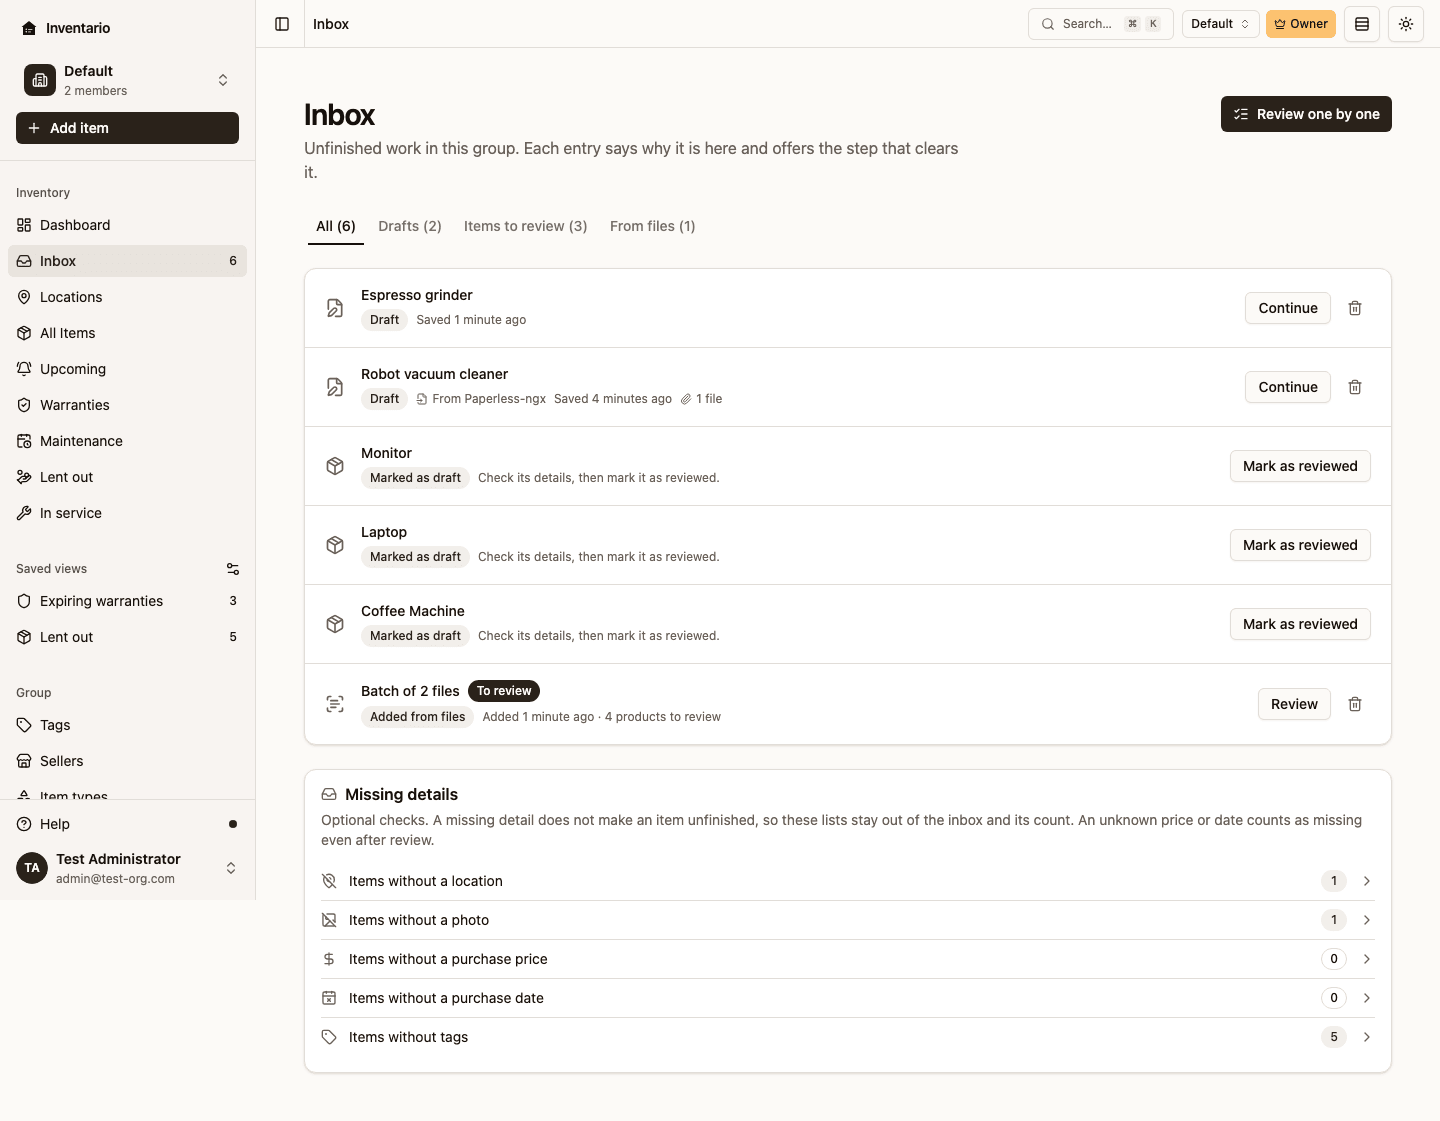 Inventario
Default
2 members
Add item
Inventory
Dashboard
Inbox 6
Locations
All Items
Upcoming
Warranties
Maintenance
Lent out
In service
Saved views
Expiring warranties 3
Lent out 5
Group
Tags
Sellers
Item types
Help
TA
Test Administrator
admin@test-org.com
Inbox
Search... ⌘ K
Default
Owner
Inbox
Unfinished work in this group. Each entry says why it is here and offers the step that clears
it.
Review one by one
All (6) Drafts (2) Items to review (3) From files (1)
Espresso grinder
Draft Saved 1 minute ago
Continue
Robot vacuum cleaner
Draft From Paperless-ngx Saved 4 minutes ago 1 file
Continue
Monitor
Marked as draft Check its details, then mark it as reviewed.
Mark as reviewed
Laptop
Marked as draft Check its details, then mark it as reviewed.
Mark as reviewed
Coffee Machine
Marked as draft Check its details, then mark it as reviewed.
Mark as reviewed
Batch of 2 files To review
Added from files Added 1 minute ago · 4 products to review
Review
Missing details
Optional checks. A missing detail does not make an item unfinished, so these lists stay out of the inbox and its count. An unknown price or date counts as missing
even after review.
Items without a location 1
Items without a photo 1
Items without a purchase price 0
Items without a purchase date 0
Items without tags 5